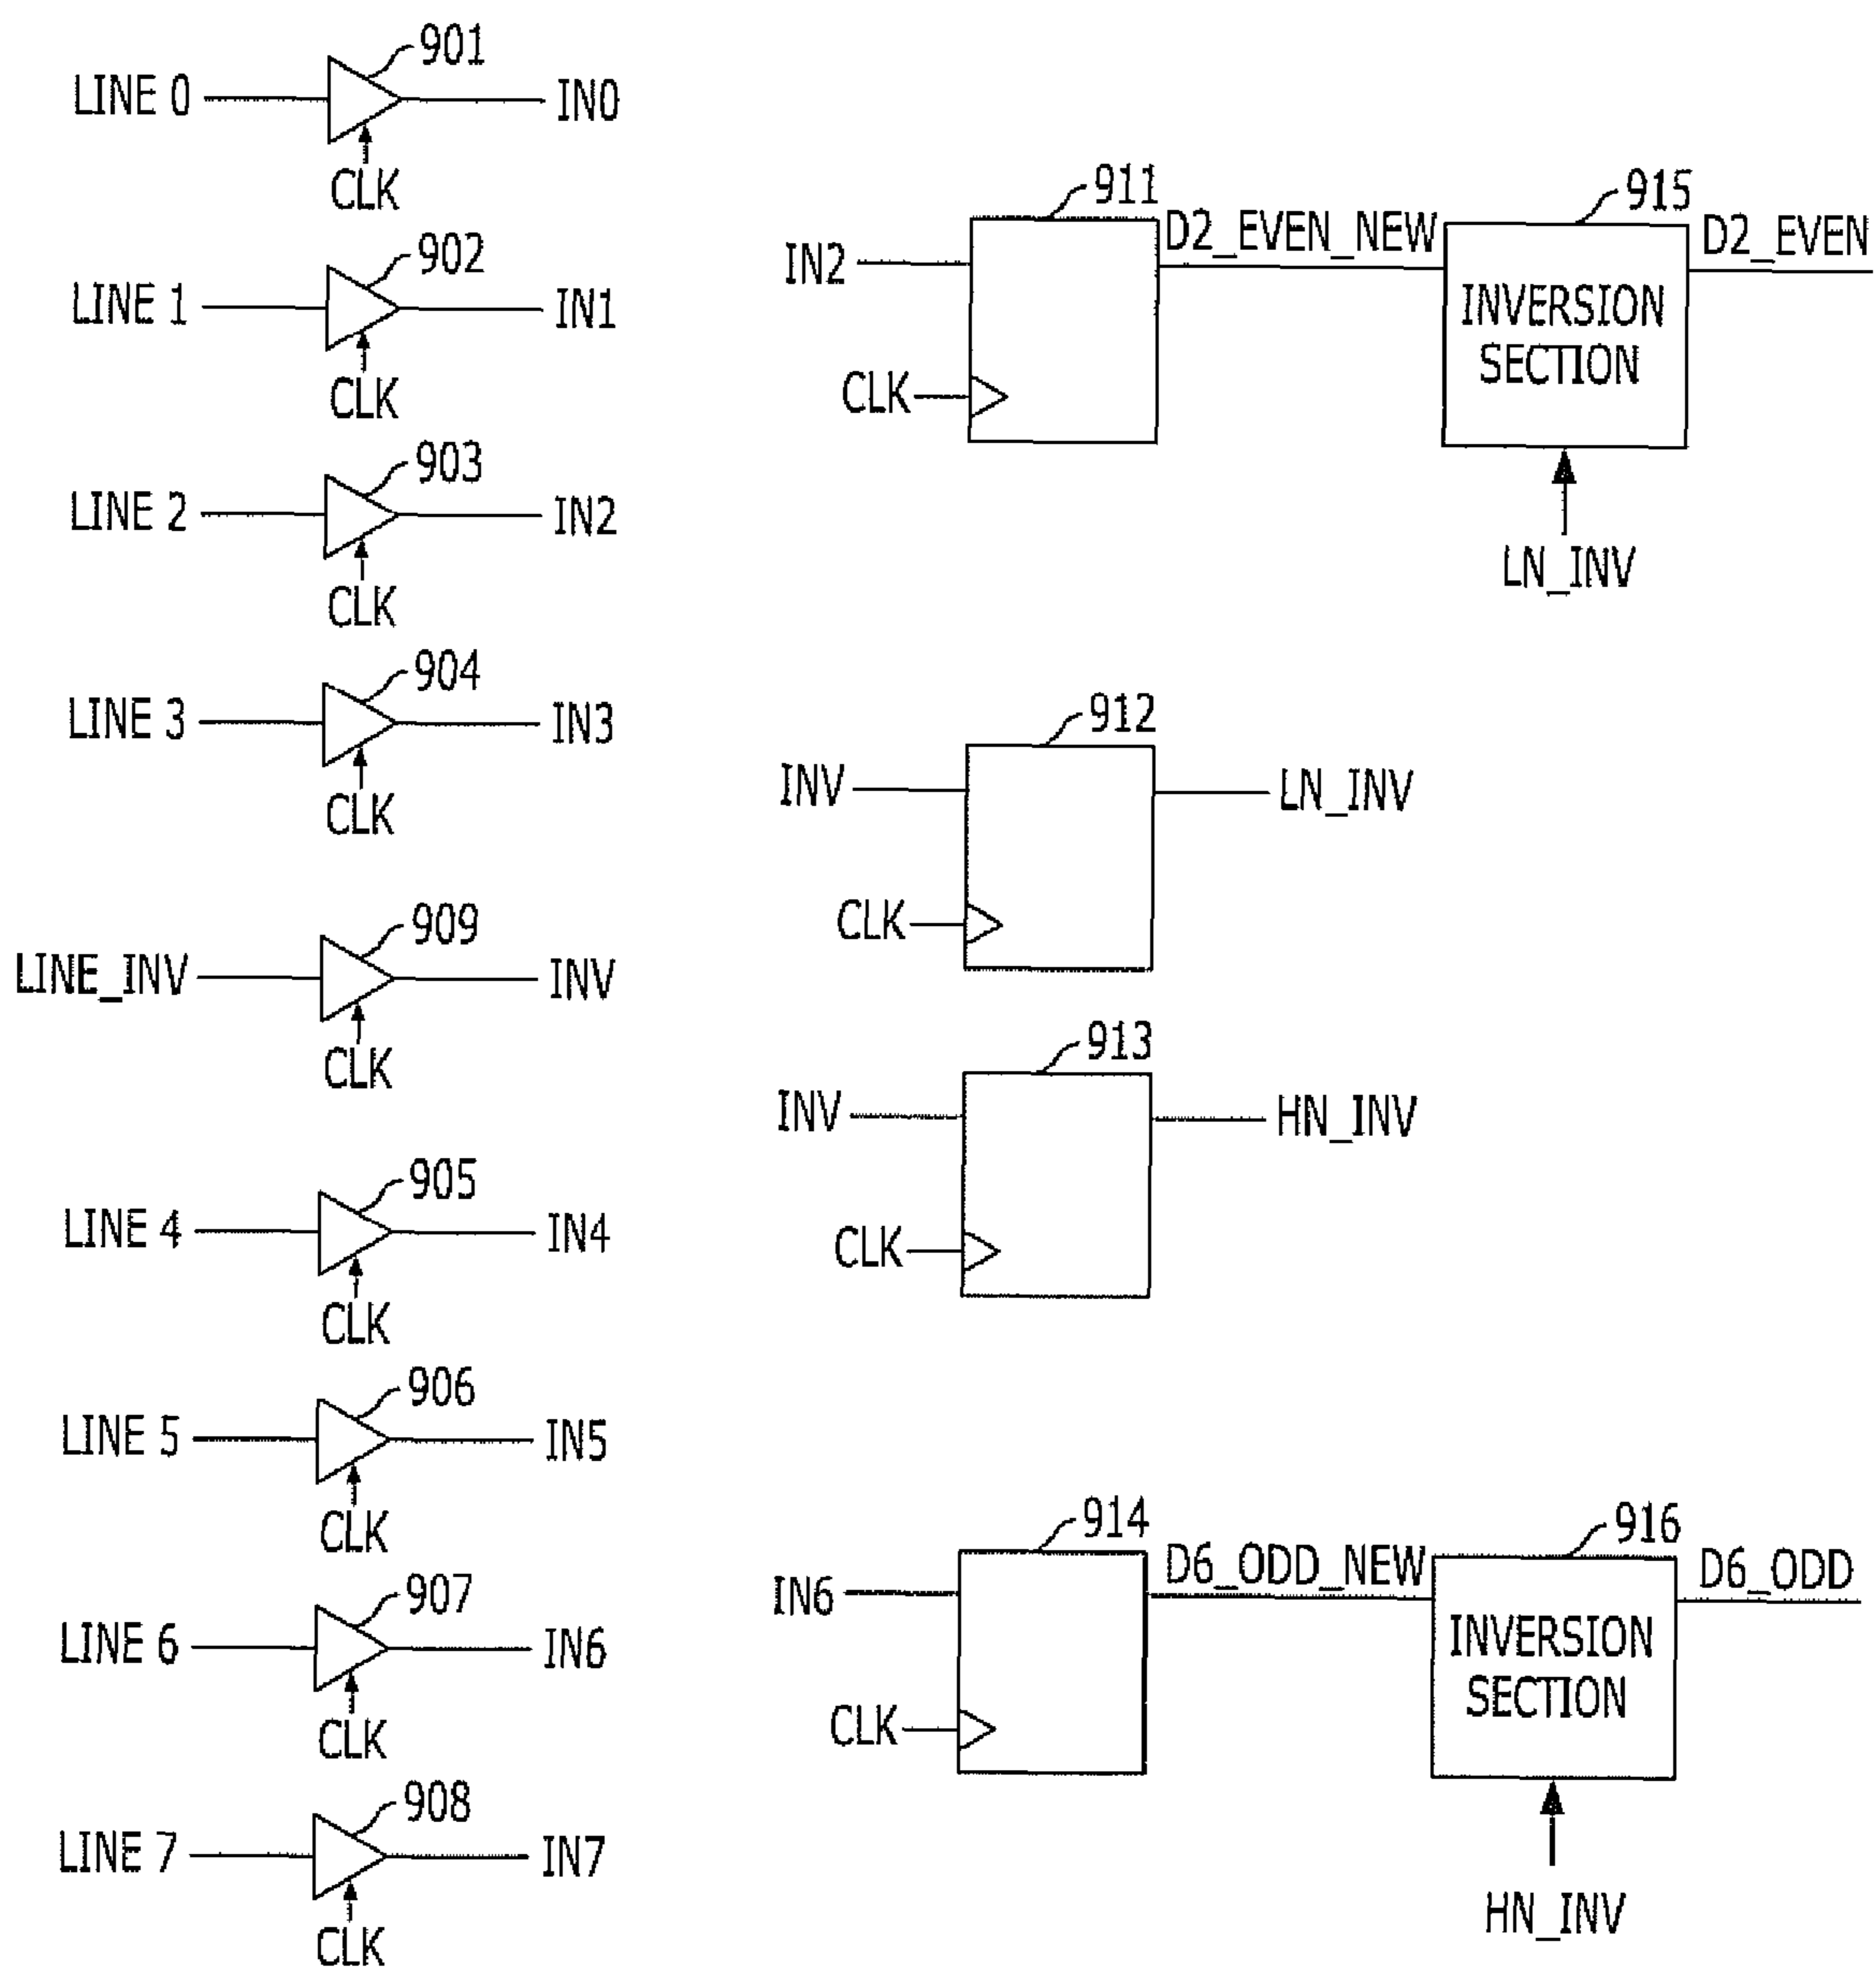 LINE 0
901
IN0
CLK
LINE 1
902
IN1
CLK
LINE 2
903
IN2
CLK
LINE 3
904
IN3
CLK
LINE_INV
909
INV
CLK
LINE 4
905
IN4
CLK
LINE 5
906
IN5
CLK
LINE 6
907
IN6
CLK
LINE 7
908
IN7
CLK
911
IN2
CLK
D2_EVEN_NEW
915
INVERSION
SECTION
D2_EVEN
LN_INV
912
INV
CLK
LN_INV
913
INV
CLK
HN_INV
914
IN6
CLK
D6_ODD_NEW
916
INVERSION
SECTION
D6_ODD
HN_INV